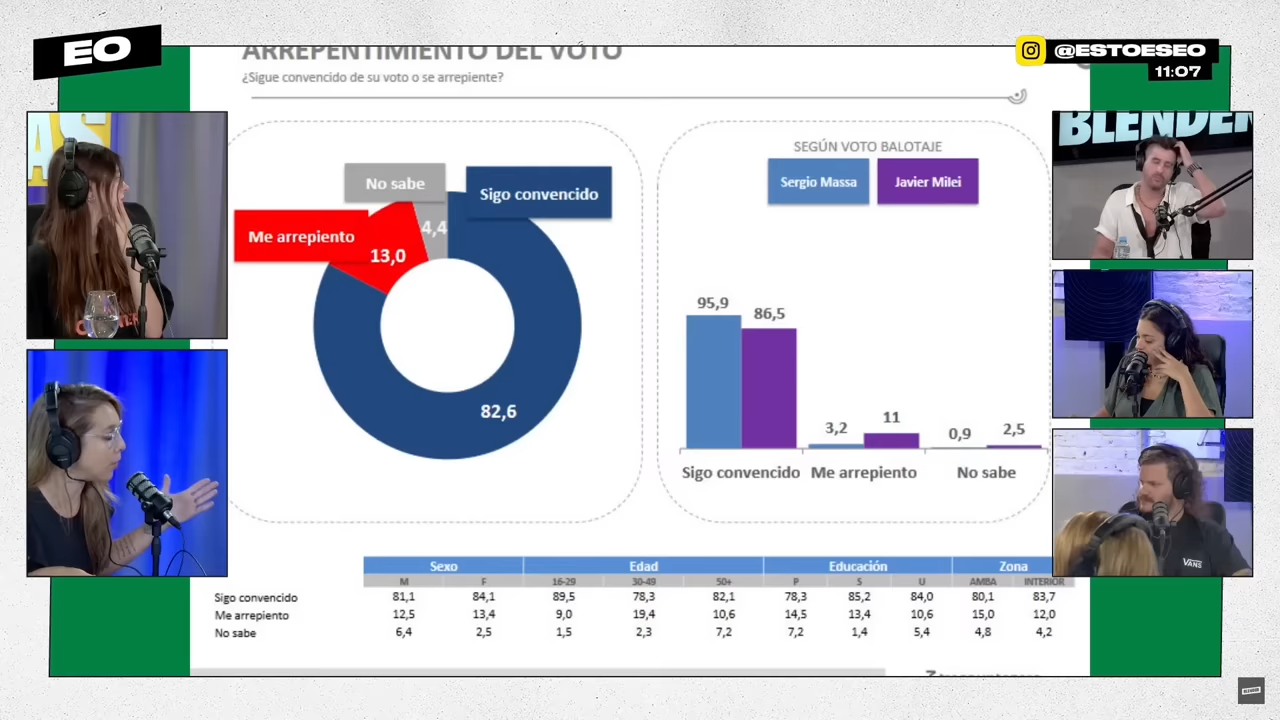 EO
@ESTOESEO
11:07
ARREPENTIMIENTO DEL VOTO
¿Sigue convencido de su voto o se arrepiente?
AS
BLENDER
No sabe
Sigo convencido
Me arrepiento
4,4
13,0
82,6
SEGÚN VOTO BALOTAJE
Sergio Massa
Javier Milei
95,9
86,5
3,2
11
0,9
2,5
Sigo convencido
Me arrepiento
No sabe
VANS
Sexo Edad Educación Zona
M F 16-29 30-49 50+ P S U AMBA INTERIOR
Sigo convencido 81,1 84,1 89,5 78,3 82,1 78,3 85,2 84,0 80,1 83,7
Me arrepiento 12,5 13,4 9,0 19,4 10,6 14,5 13,4 10,6 15,0 12,0
No sabe 6,4 2,5 1,5 2,3 7,2 7,2 1,4 5,4 4,8 4,2